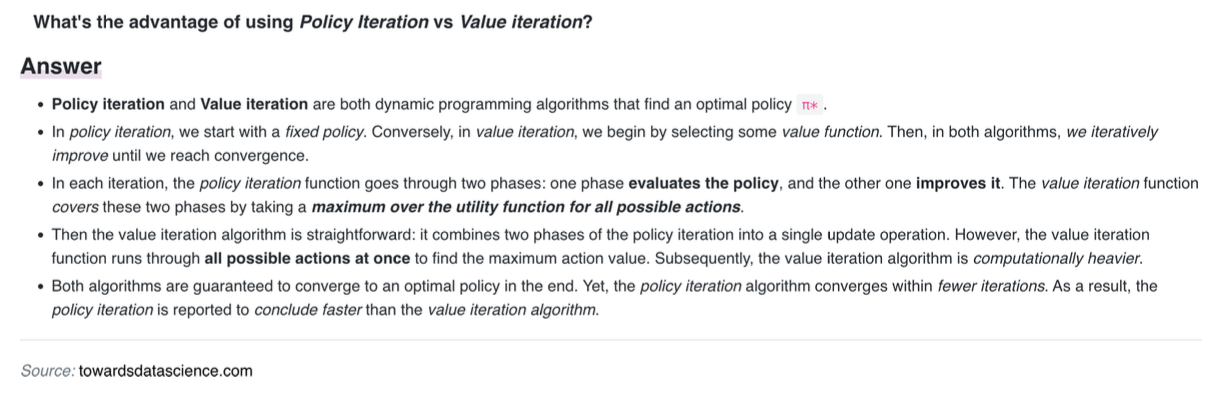 What's the advantage of using Policy Iteration vs Value iteration?
Answer
• Policy iteration and Value iteration are both dynamic programming algorithms that find an optimal policy π* .
• In policy iteration, we start with a fixed policy. Conversely, in value iteration, we begin by selecting some value function. Then, in both algorithms, we iteratively
improve until we reach convergence.
• In each iteration, the policy iteration function goes through two phases: one phase evaluates the policy, and the other one improves it. The value iteration function
covers these two phases by taking a maximum over the utility function for all possible actions.
• Then the value iteration algorithm is straightforward: it combines two phases of the policy iteration into a single update operation. However, the value iteration
function runs through all possible actions at once to find the maximum action value. Subsequently, the value iteration algorithm is computationally heavier.
• Both algorithms are guaranteed to converge to an optimal policy in the end. Yet, the policy iteration algorithm converges within fewer iterations. As a result, the
policy iteration is reported to conclude faster than the value iteration algorithm.
Source: towardsdatascience.com